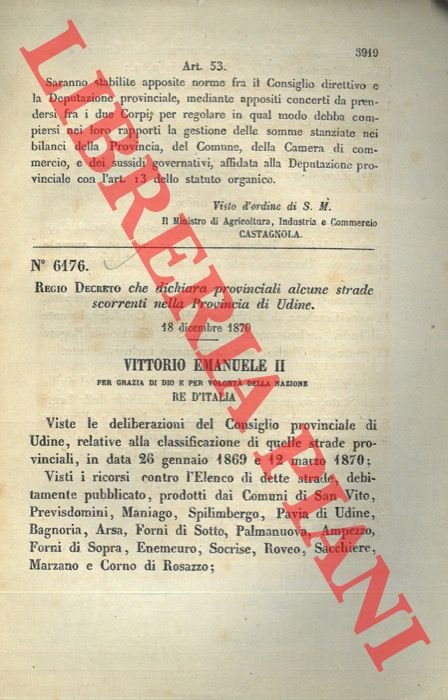 3919
Art. 53.
Saranno stabilite apposite norme fra il Consiglio direttivo e
la Deputazione provinciale, mediante appositi concerti da pren-
dersi fra i due Corpi, per regolare in qual modo debba com-
piersi nei loro rapporti la gestione delle somme stanziate nei
bilanci della Provincia, del Comune, della Camera di com-
mercio, e dei sussidi governativi, affidata alla Deputazione pro-
vinciale con l'art. 13 dello statuto organico.
Visto d'ordine di S. M.
Il Ministro di Agricoltura, Industria e Commercio
CASTAGNOLA.
N° 6176.
REGIO DECRETO che dichiara provinciali alcune strade
scorrenti nella Provincia di Udine.
18 dicembre 1870
VITTORIO EMANUELE II
PER GRAZIA DI DIO E PER VOLONTÀ DELLA NAZIONE
RE D'ITALIA
Viste le deliberazioni del Consiglio provinciale di
Udine, relative alla classificazione di quelle strade pro-
vinciali, in data 26 gennaio 1869 e 12 marzo 1870;
Visti i ricorsi contro l'Elenco di dette strade, debi-
tamente pubblicato, prodotti dai Comuni di San Vito,
Previsdomini, Maniago, Spilimbergo, Pavia di Udine,
Bagnoria, Arsa, Forni di Sotto, Palmanuova, Ampezzo,
Forni di Sopra, Enemeuro, Socrise, Roveo, Sacchiere,
Marzano e Corno di Rosazzo;
LIBRERIA PIANI